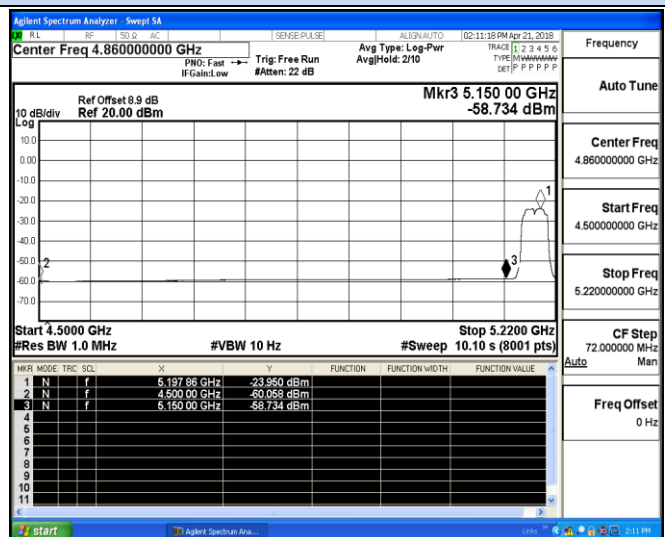 Agilent Spectrum Analyzer - Swept SA
RL RF 50 Ω AC SENSE:PULSE ALIGN AUTO 02:11:18 PM Apr 21, 2018
Center Freq 4.860000000 GHz
PNO: Fast Trig: Free Run
IFGain:Low #Atten: 22 dB
Avg Type: Log-Pwr
Avg|Hold: 2/10
TRACE 1 2 3 4 5 6
TYPE M W W W W W
DET P P P P P P
Mkr3 5.150 00 GHz
-58.734 dBm
Ref Offset 8.9 dB
10 dB/div Ref 20.00 dBm
Log
10.0
0.00
-10.0
-20.0
-30.0
-40.0
-50.0
-60.0
-70.0
1
2
3
Start 4.5000 GHz Stop 5.2200 GHz
#Res BW 1.0 MHz #VBW 10 Hz #Sweep 10.10 s (8001 pts)
MKR MODE TRC SCL X Y FUNCTION FUNCTION WIDTH FUNCTION VALUE
1 N f 5.197 86 GHz -23.950 dBm
2 N f 4.500 00 GHz -60.058 dBm
3 N f 5.150 00 GHz -58.734 dBm
4
5
6
7
8
9
10
11
Frequency
Auto Tune
Center Freq
4.860000000 GHz
Start Freq
4.500000000 GHz
Stop Freq
5.220000000 GHz
CF Step
72.000000 MHz
Auto Man
Freq Offset
0 Hz
start Agilent Spectrum Ana... Links » 2:11 PM